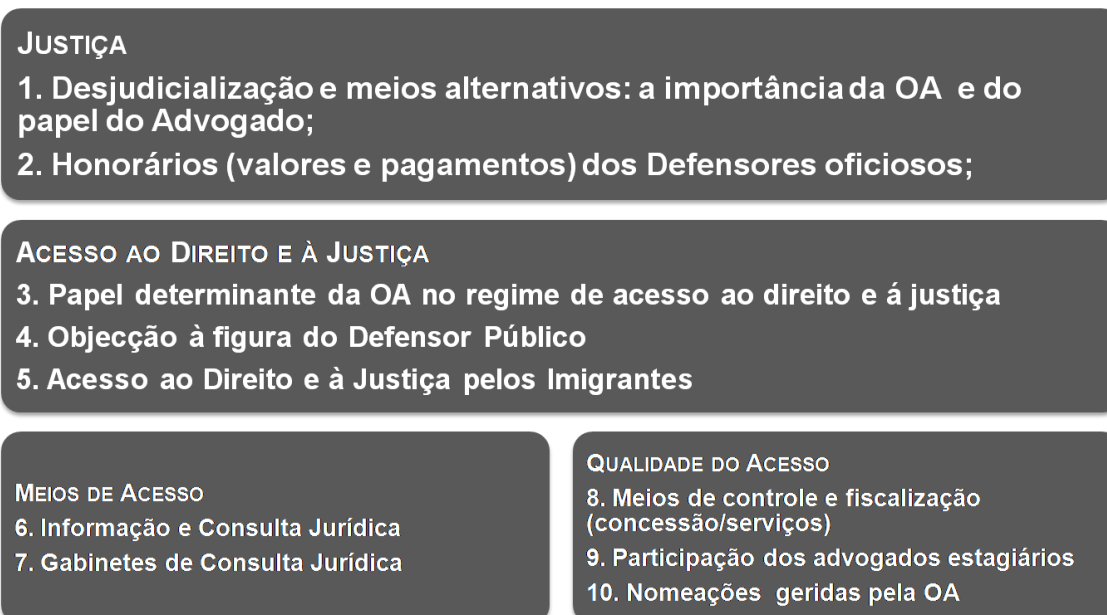 JUSTIÇA
1. Desjudicialização e meios alternativos: a importância da OA e do
papel do Advogado;
2. Honorários (valores e pagamentos) dos Defensores oficiosos;
ACESSO AO DIREITO E À JUSTIÇA
3. Papel determinante da OA no regime de acesso ao direito e á justiça
4. Objecção à figura do Defensor Público
5. Acesso ao Direito e à Justiça pelos Imigrantes
MEIOS DE ACESSO
6. Informação e Consulta Jurídica
7. Gabinetes de Consulta Jurídica
QUALIDADE DO ACESSO
8. Meios de controle e fiscalização
(concessão/serviços)
9. Participação dos advogados estagiários
10. Nomeações geridas pela OA